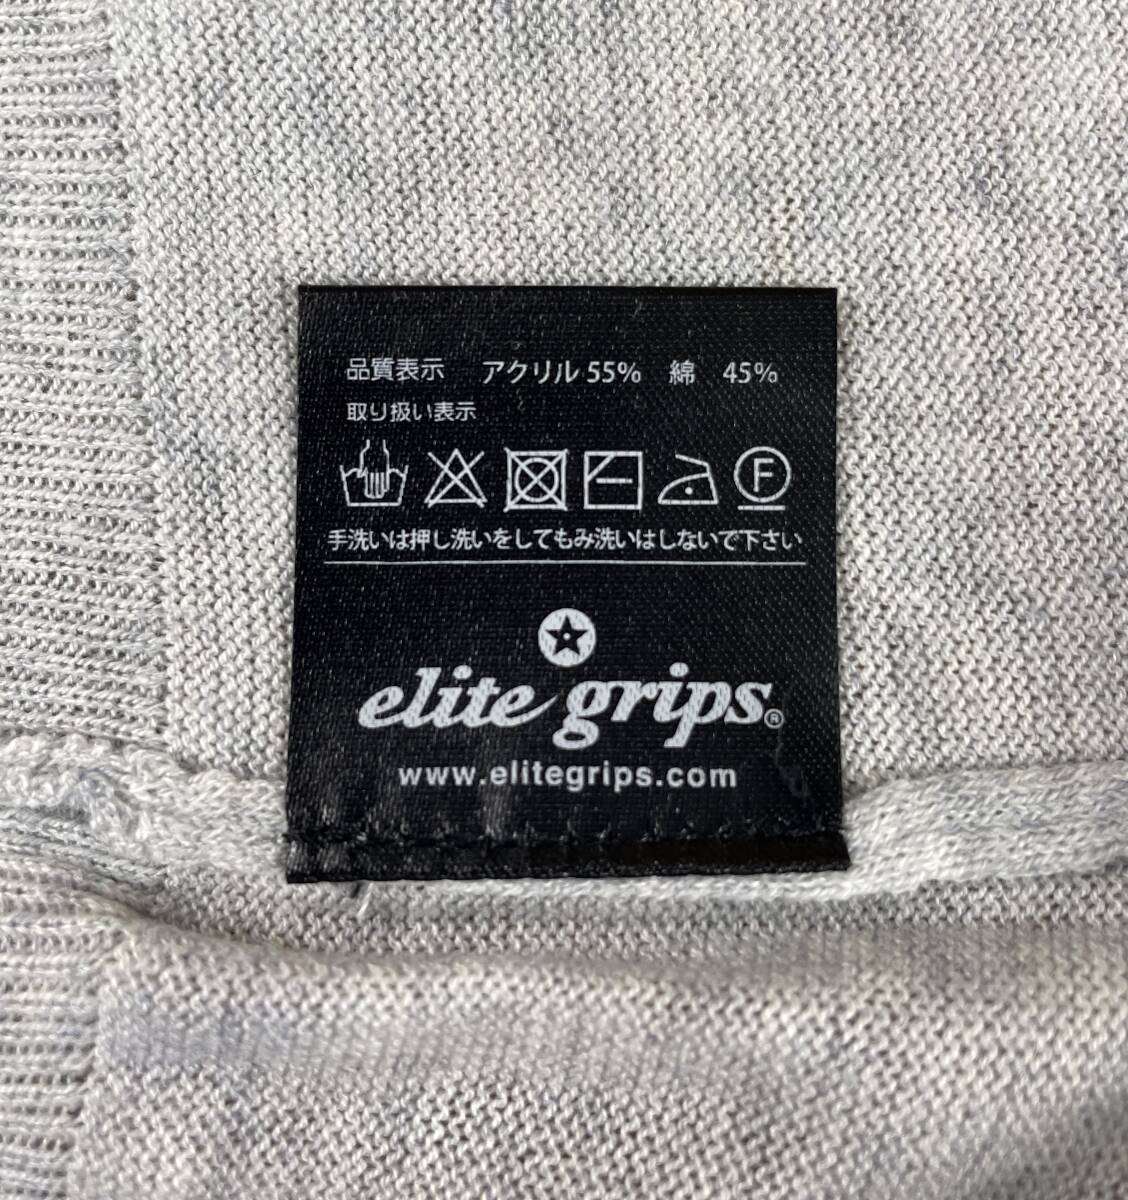 品質表示 アクリル 55% 綿 45%
取り扱い表示
F
手洗いは押し洗いをしてもみ洗いはしないで下さい
elite grips®
www.elitegrips.com